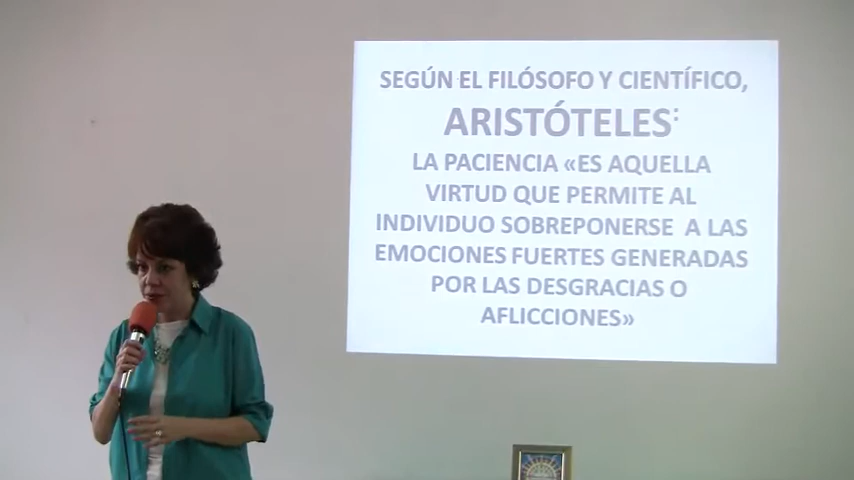 SEGÚN EL FILÓSOFO Y CIENTÍFICO,
ARISTÓTELES:
LA PACIENCIA «ES AQUELLA
VIRTUD QUE PERMITE AL
INDIVIDUO SOBREPONERSE A LAS
EMOCIONES FUERTES GENERADAS
POR LAS DESGRACIAS O
AFLICCIONES»